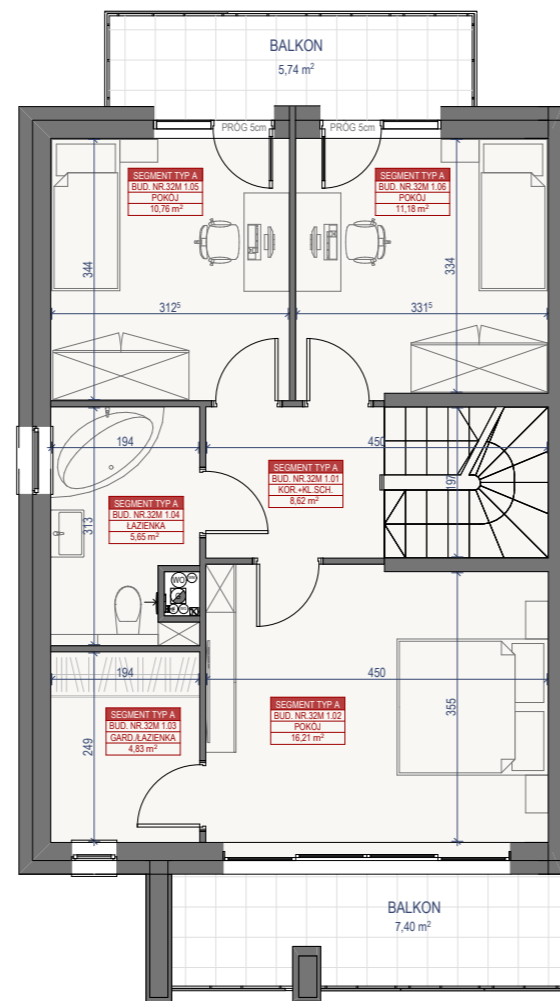 BALKON
5,74 m²
PRÓG 5cm
PRÓG 5cm
SEGMENT TYP A
BUD. NR.32M 1.05
POKÓJ
10,76 m²
SEGMENT TYP A
BUD. NR.32M 1.06
POKÓJ
11,18 m²
344
334
312⁵
331⁵
194
450
SEGMENT TYP A
BUD. NR.32M 1.01
KOR.+KL.SCH.
8,62 m²
197
SEGMENT TYP A
BUD. NR.32M 1.04
ŁAZIENKA
5,65 m²
313
WO
194
450
SEGMENT TYP A
BUD. NR.32M 1.03
GARD./ŁAZIENKA
4,83 m²
SEGMENT TYP A
BUD. NR.32M 1.02
POKÓJ
16,21 m²
355
249
BALKON
7,40 m²